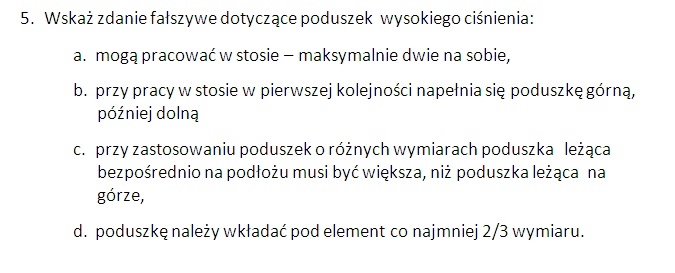 5. Wskaż zdanie fałszywe dotyczące poduszek wysokiego ciśnienia:
a. mogą pracować w stosie – maksymalnie dwie na sobie,
b. przy pracy w stosie w pierwszej kolejności napełnia się poduszkę górną,
później dolną
c. przy zastosowaniu poduszek o różnych wymiarach poduszka leżąca
bezpośrednio na podłożu musi być większa, niż poduszka leżąca na
górze,
d. poduszkę należy wkładać pod element co najmniej 2/3 wymiaru.